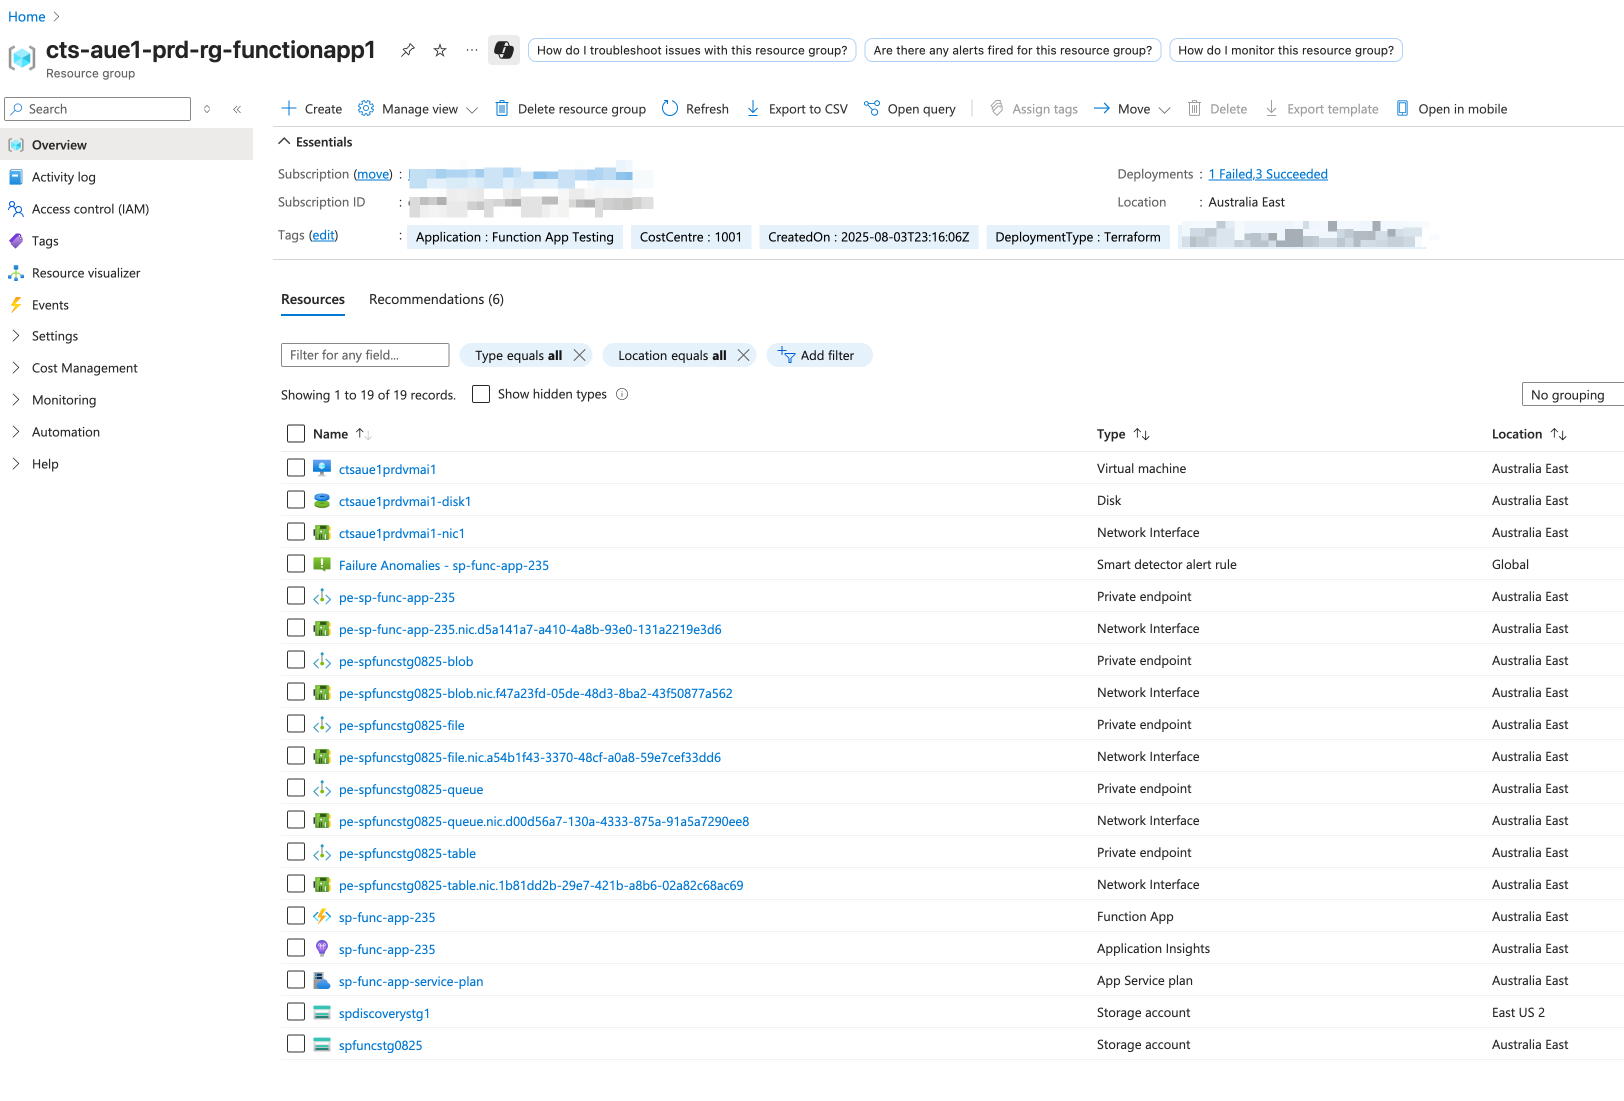 Home
cts-aue1-prd-rg-functionapp1
How do I troubleshoot issues with this resource group?
Are there any alerts fired for this resource group?
How do I monitor this resource group?
Resource group
Search
Create
Manage view
Delete resource group
Refresh
Export to CSV
Open query
Assign tags
Move
Delete
Export template
Open in mobile
Overview
Activity log
Access control (IAM)
Tags
Resource visualizer
Events
Settings
Cost Management
Monitoring
Automation
Help
Essentials
Subscription (move) :
Subscription ID :
Tags (edit) : Application : Function App Testing CostCentre : 1001 CreatedOn : 2025-08-03T23:16:06Z DeploymentType : Terraform
Deployments : 1 Failed,3 Succeeded
Location : Australia East
Resources Recommendations (6)
Filter for any field...
Type equals all
Location equals all
Add filter
Showing 1 to 19 of 19 records. Show hidden types
No grouping
Name Type Location
ctsaue1prdvmai1 Virtual machine Australia East
ctsaue1prdvmai1-disk1 Disk Australia East
ctsaue1prdvmai1-nic1 Network Interface Australia East
Failure Anomalies - sp-func-app-235 Smart detector alert rule Global
pe-sp-func-app-235 Private endpoint Australia East
pe-sp-func-app-235.nic.d5a141a7-a410-4a8b-93e0-131a2219e3d6 Network Interface Australia East
pe-spfuncstg0825-blob Private endpoint Australia East
pe-spfuncstg0825-blob.nic.f47a23fd-05de-48d3-8ba2-43f50877a562 Network Interface Australia East
pe-spfuncstg0825-file Private endpoint Australia East
pe-spfuncstg0825-file.nic.a54b1f43-3370-48cf-a0a8-59e7cef33dd6 Network Interface Australia East
pe-spfuncstg0825-queue Private endpoint Australia East
pe-spfuncstg0825-queue.nic.d00d56a7-130a-4333-875a-91a5a7290ee8 Network Interface Australia East
pe-spfuncstg0825-table Private endpoint Australia East
pe-spfuncstg0825-table.nic.1b81dd2b-29e7-421b-a8b6-02a82c68ac69 Network Interface Australia East
sp-func-app-235 Function App Australia East
sp-func-app-235 Application Insights Australia East
sp-func-app-service-plan App Service plan Australia East
spdiscoverystg1 Storage account East US 2
spfuncstg0825 Storage account Australia East